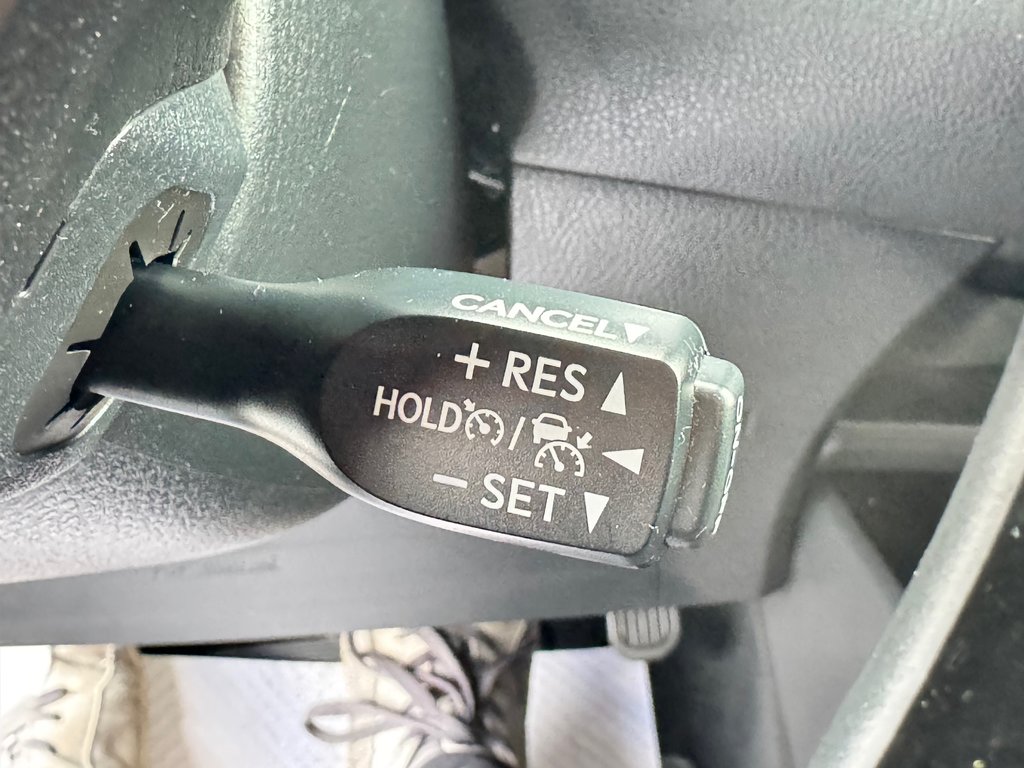 CANCEL▼
+ RES ▲
HOLD / ◀
– SET ▼